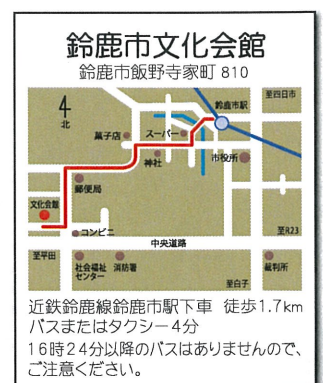 鈴鹿市文化会館
鈴鹿市飯野寺家町 810
至四日市
4
北
鈴鹿市駅
菓子店
スーパー
神社
市役所
郵便局
文化会館
コンビニ
中央道路
至R23
至平田
社会福祉
センター
消防署
至白子
裁判所
近鉄鈴鹿線鈴鹿市駅下車 徒歩1.7km
バスまたはタクシー4分
16時24分以降のバスはありませんので、
ご注意ください。